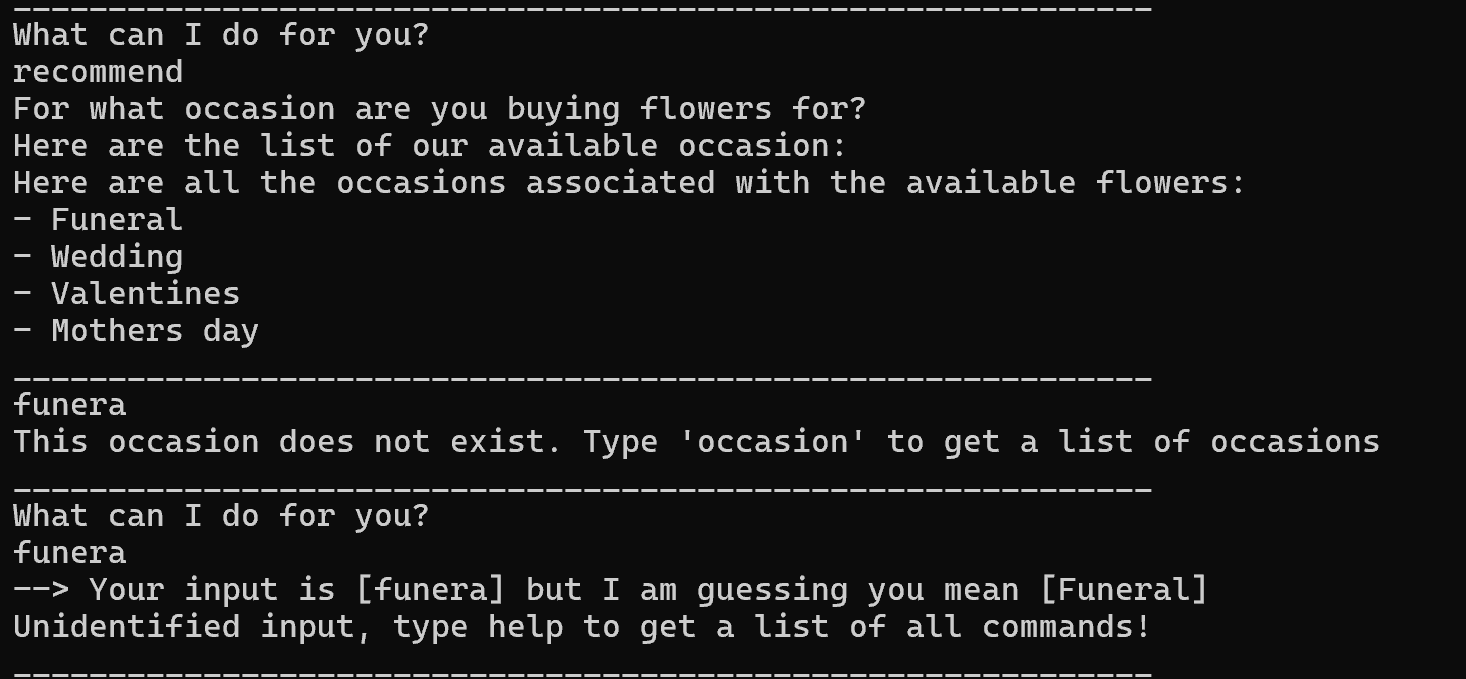 ____________________________________________________________
What can I do for you?
recommend
For what occasion are you buying flowers for?
Here are the list of our available occasion:
Here are all the occasions associated with the available flowers:
- Funeral
- Wedding
- Valentines
- Mothers day
____________________________________________________________
funera
This occasion does not exist. Type 'occasion' to get a list of occasions
____________________________________________________________
What can I do for you?
funera
--> Your input is [funera] but I am guessing you mean [Funeral]
Unidentified input, type help to get a list of all commands!
____________________________________________________________